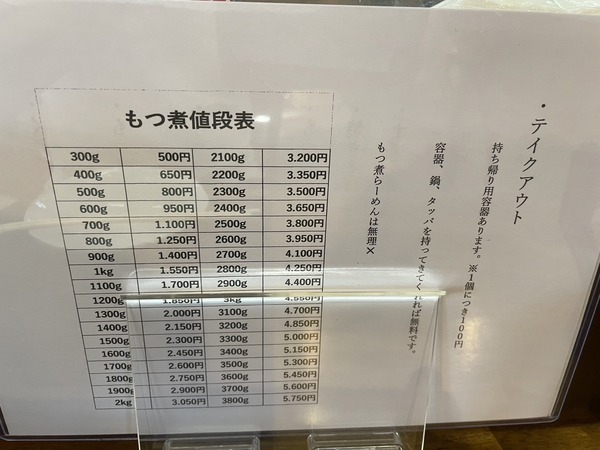 ・テイクアウト
持ち帰り用容器あります。※1個につき100円
容器、鍋、タッパを持ってきてくれれば無料です。
もつ煮らーめんは無理×
もつ煮値段表
300g 500円 2100g 3.200円
400g 650円 2200g 3.350円
500g 800円 2300g 3.500円
600g 950円 2400g 3.650円
700g 1.100円 2500g 3.800円
800g 1.250円 2600g 3.950円
900g 1.400円 2700g 4.100円
1kg 1.550円 2800g 4.250円
1100g 1.700円 2900g 4.400円
1200g 1.850円 3kg 4.550円
1300g 2.000円 3100g 4.700円
1400g 2.150円 3200g 4.850円
1500g 2.300円 3300g 5.000円
1600g 2.450円 3400g 5.150円
1700g 2.600円 3500g 5.300円
1800g 2.750円 3600g 5.450円
1900g 2.900円 3700g 5.600円
2kg 3.050円 3800g 5.750円